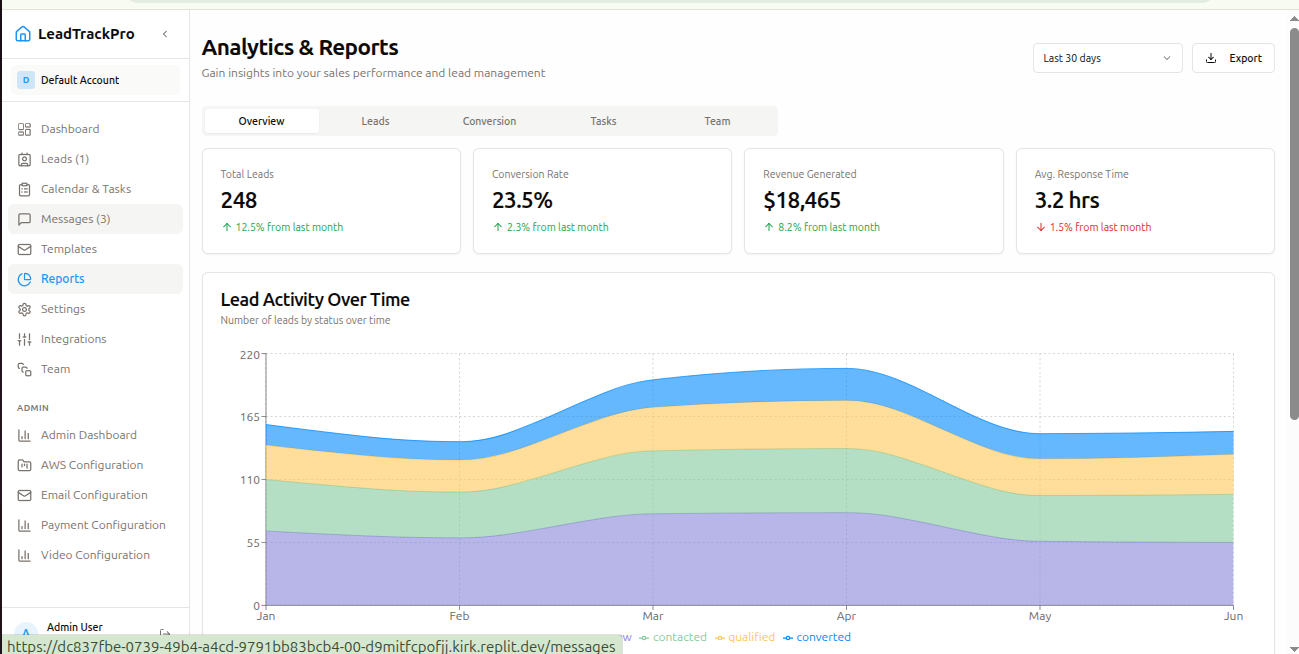 LeadTrackPro
D Default Account
Dashboard
Leads (1)
Calendar & Tasks
Messages (3)
Templates
Reports
Settings
Integrations
Team
ADMIN
Admin Dashboard
AWS Configuration
Email Configuration
Payment Configuration
Video Configuration
A Admin User
Analytics & Reports
Gain insights into your sales performance and lead management
Last 30 days
Export
Overview Leads Conversion Tasks Team
Total Leads
248
12.5% from last month
Conversion Rate
23.5%
2.3% from last month
Revenue Generated
$18,465
8.2% from last month
Avg. Response Time
3.2 hrs
1.5% from last month
Lead Activity Over Time
Number of leads by status over time
220
165
110
55
0
Jan Feb Mar Apr May Jun
contacted qualified converted
https://dc837fbe-0739-49b4-a4cd-9791bb83bcb4-00-d9mitfcpofjj.kirk.replit.dev/messages